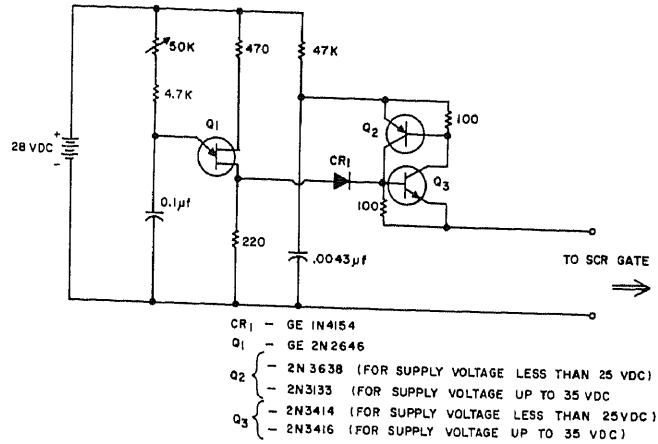 50K
470
47K
4.7K
Q1
Q2
100
+
28 VDC
-
CR1
Q3
100
0.1µf
220
.0043µf
TO SCR GATE
CR1 - GE 1N4154
Q1 - GE 2N2646
Q2 { - 2N3638 (FOR SUPPLY VOLTAGE LESS THAN 25 VDC)
- 2N3133 (FOR SUPPLY VOLTAGE UP TO 35 VDC
Q3 { - 2N3414 (FOR SUPPLY VOLTAGE LESS THAN 25VDC)
- 2N3416 (FOR SUPPLY VOLTAGE UP TO 35 VDC)